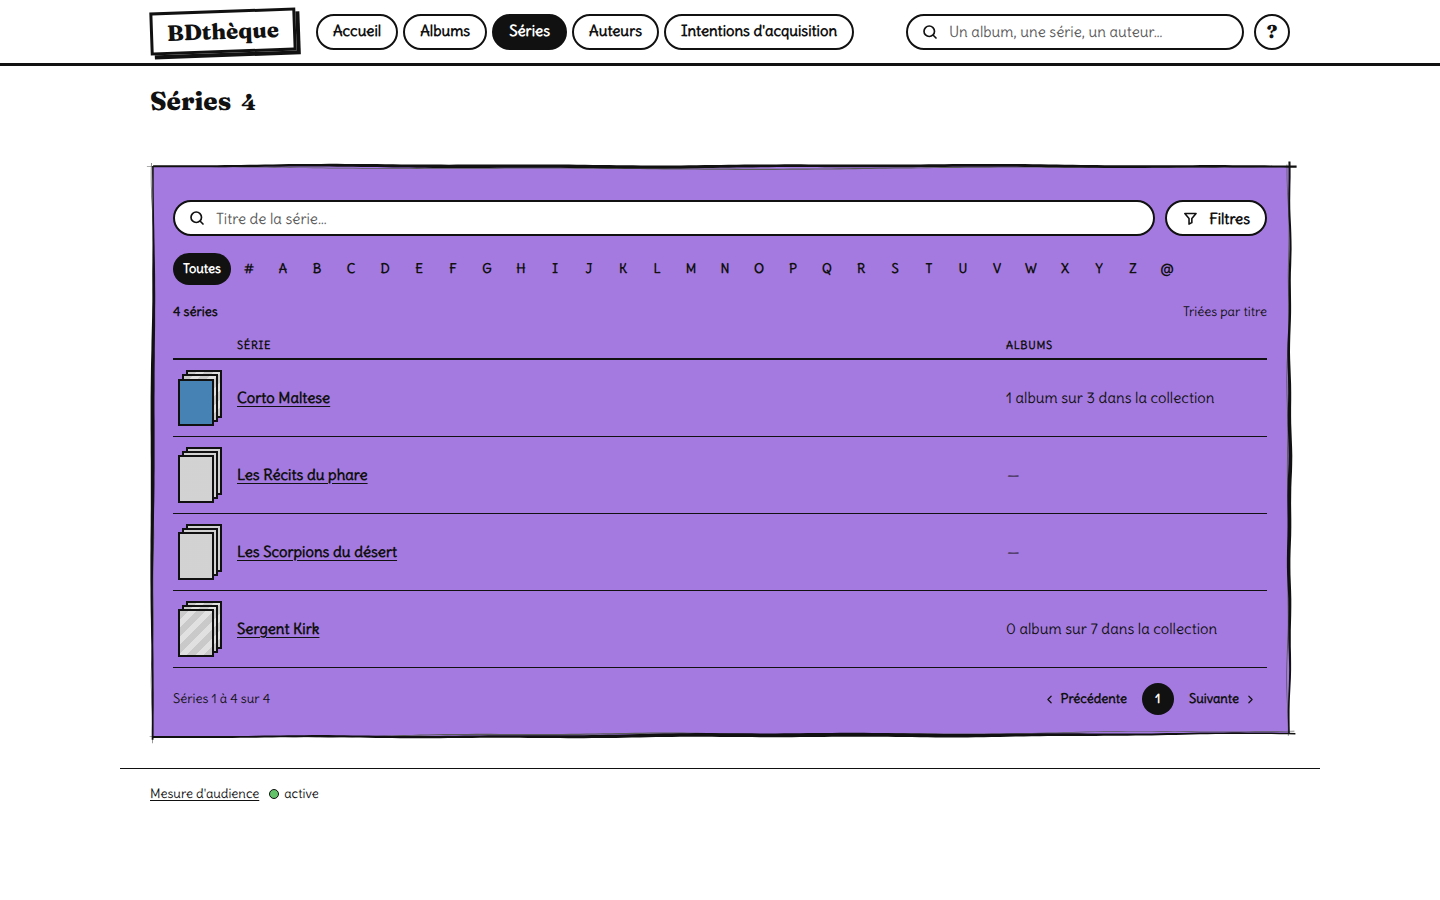 BDthèque
Accueil Albums Séries Auteurs Intentions d'acquisition Un album, une série, un auteur... ?
Séries 4
Titre de la série... Filtres
Toutes # A B C D E F G H I J K L M N O P Q R S T U V W X Y Z @
4 séries Triées par titre
SÉRIE ALBUMS
Corto Maltese 1 album sur 3 dans la collection
Les Récits du phare —
Les Scorpions du désert —
Sergent Kirk 0 album sur 7 dans la collection
Séries 1 à 4 sur 4 ‹ Précédente 1 Suivante ›
Mesure d'audience active